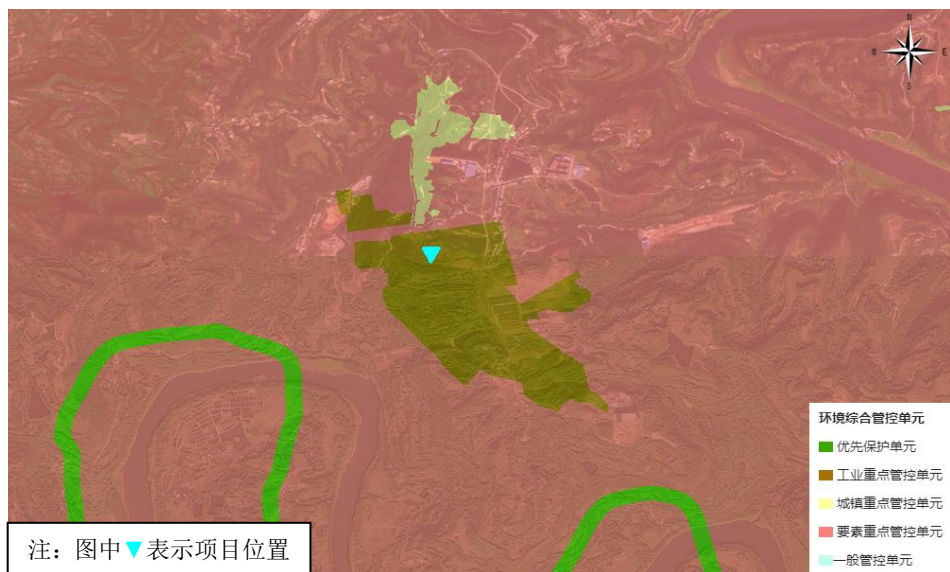 N
W E
S
环境综合管控单元
优先保护单元
工业重点管控单元
城镇重点管控单元
要素重点管控单元
一般管控单元
注：图中▼表示项目位置